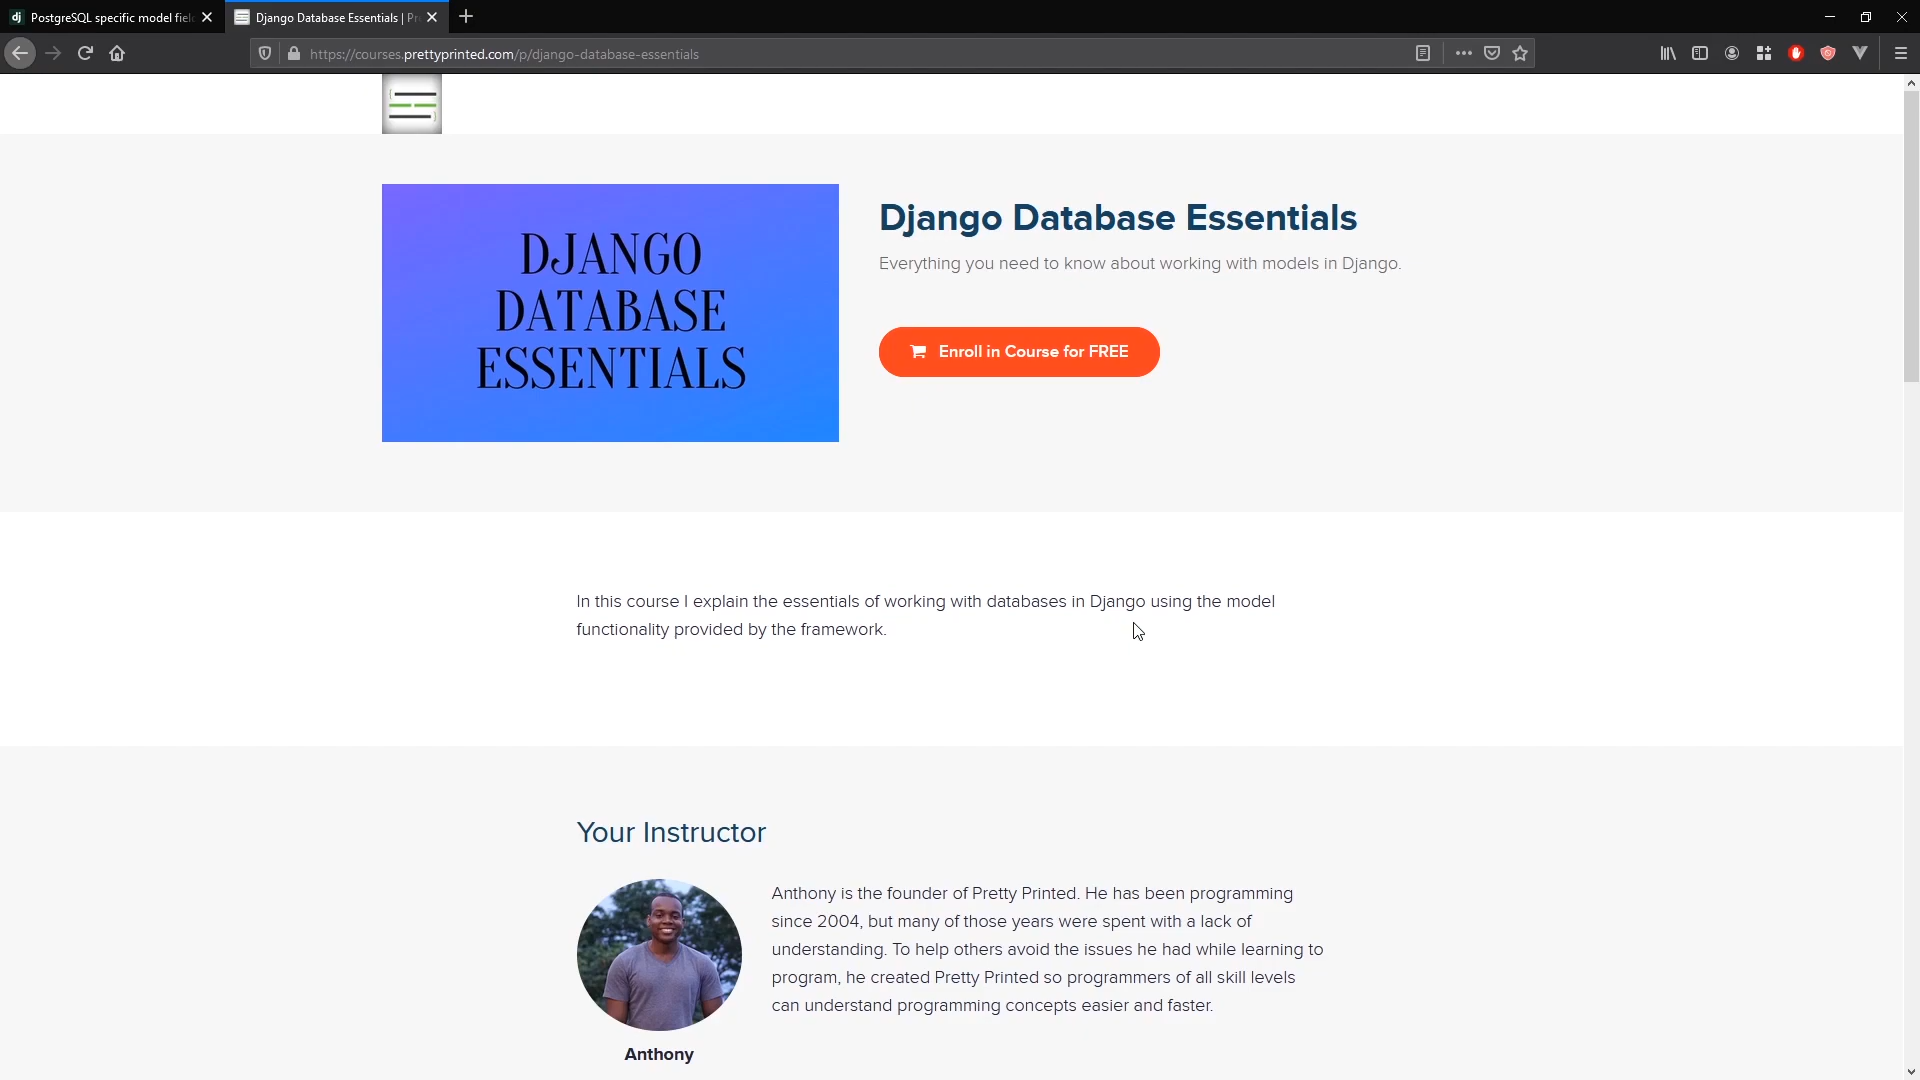 PostgreSQL specific model fiel
Django Database Essentials | Pr
https://courses.prettyprinted.com/p/django-database-essentials
DJANGO
DATABASE
ESSENTIALS
Django Database Essentials
Everything you need to know about working with models in Django.
Enroll in Course for FREE
In this course I explain the essentials of working with databases in Django using the model
functionality provided by the framework.
Your Instructor
Anthony is the founder of Pretty Printed. He has been programming
since 2004, but many of those years were spent with a lack of
understanding. To help others avoid the issues he had while learning to
program, he created Pretty Printed so programmers of all skill levels
can understand programming concepts easier and faster.
Anthony